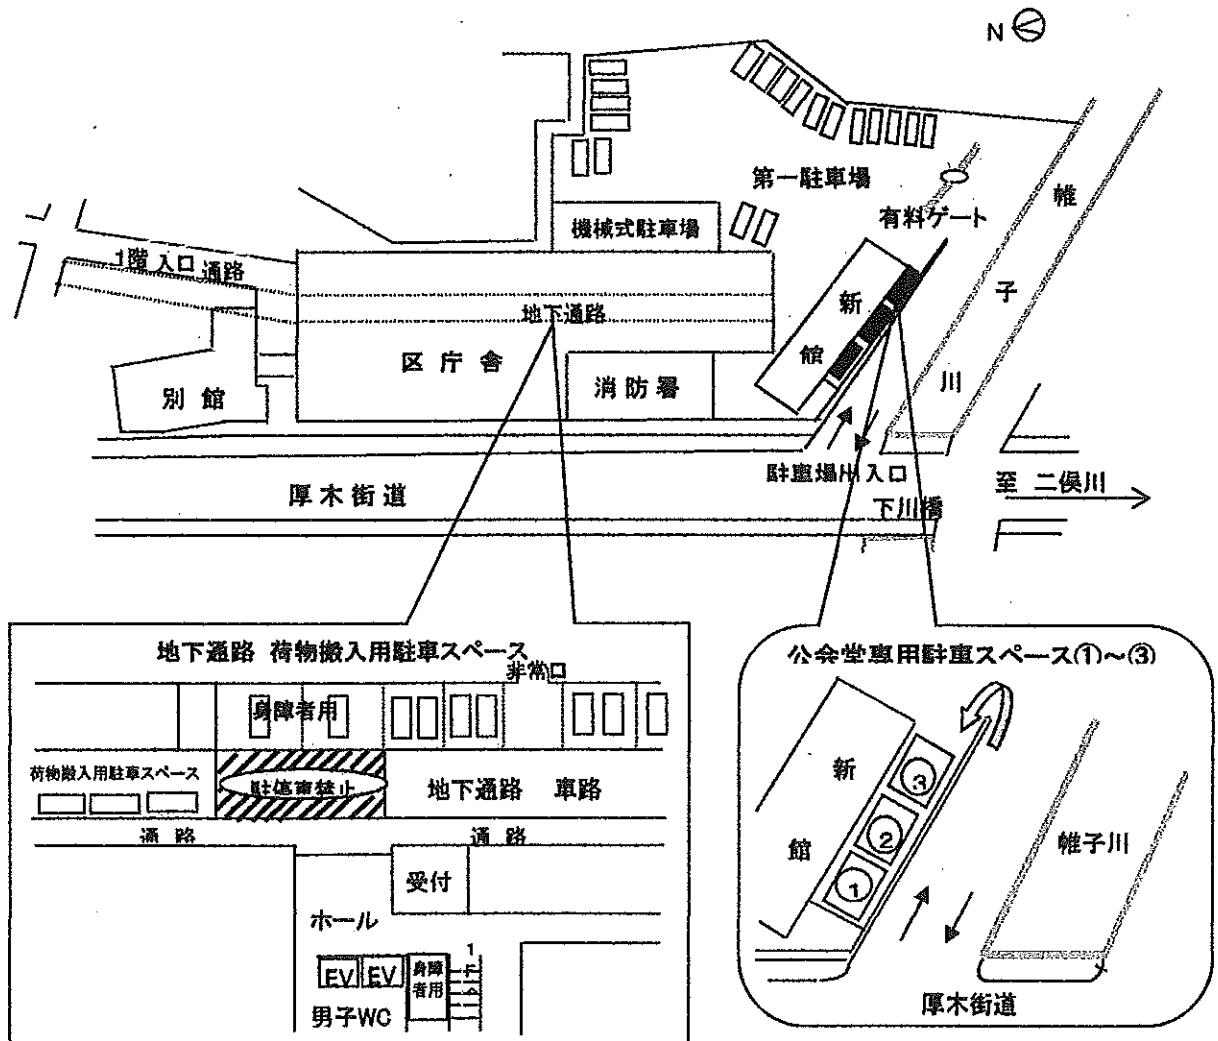 N
第一駐車場
帷子川
有料ゲート
機械式駐車場
1階入口 通路
地下通路
新館
区庁舎
消防署
別館
駐車場出入口
厚木街道
至 二俣川
下川橋
地下通路 荷物搬入用駐車スペース
非常口
身障者用
荷物搬入用駐車スペース
駐停車禁止
地下通路 車路
通路
通路
受付
ホール
EV
EV
身障者用
男子WC
公会堂専用駐車スペース①~③
新館
③
②
①
帷子川
厚木街道